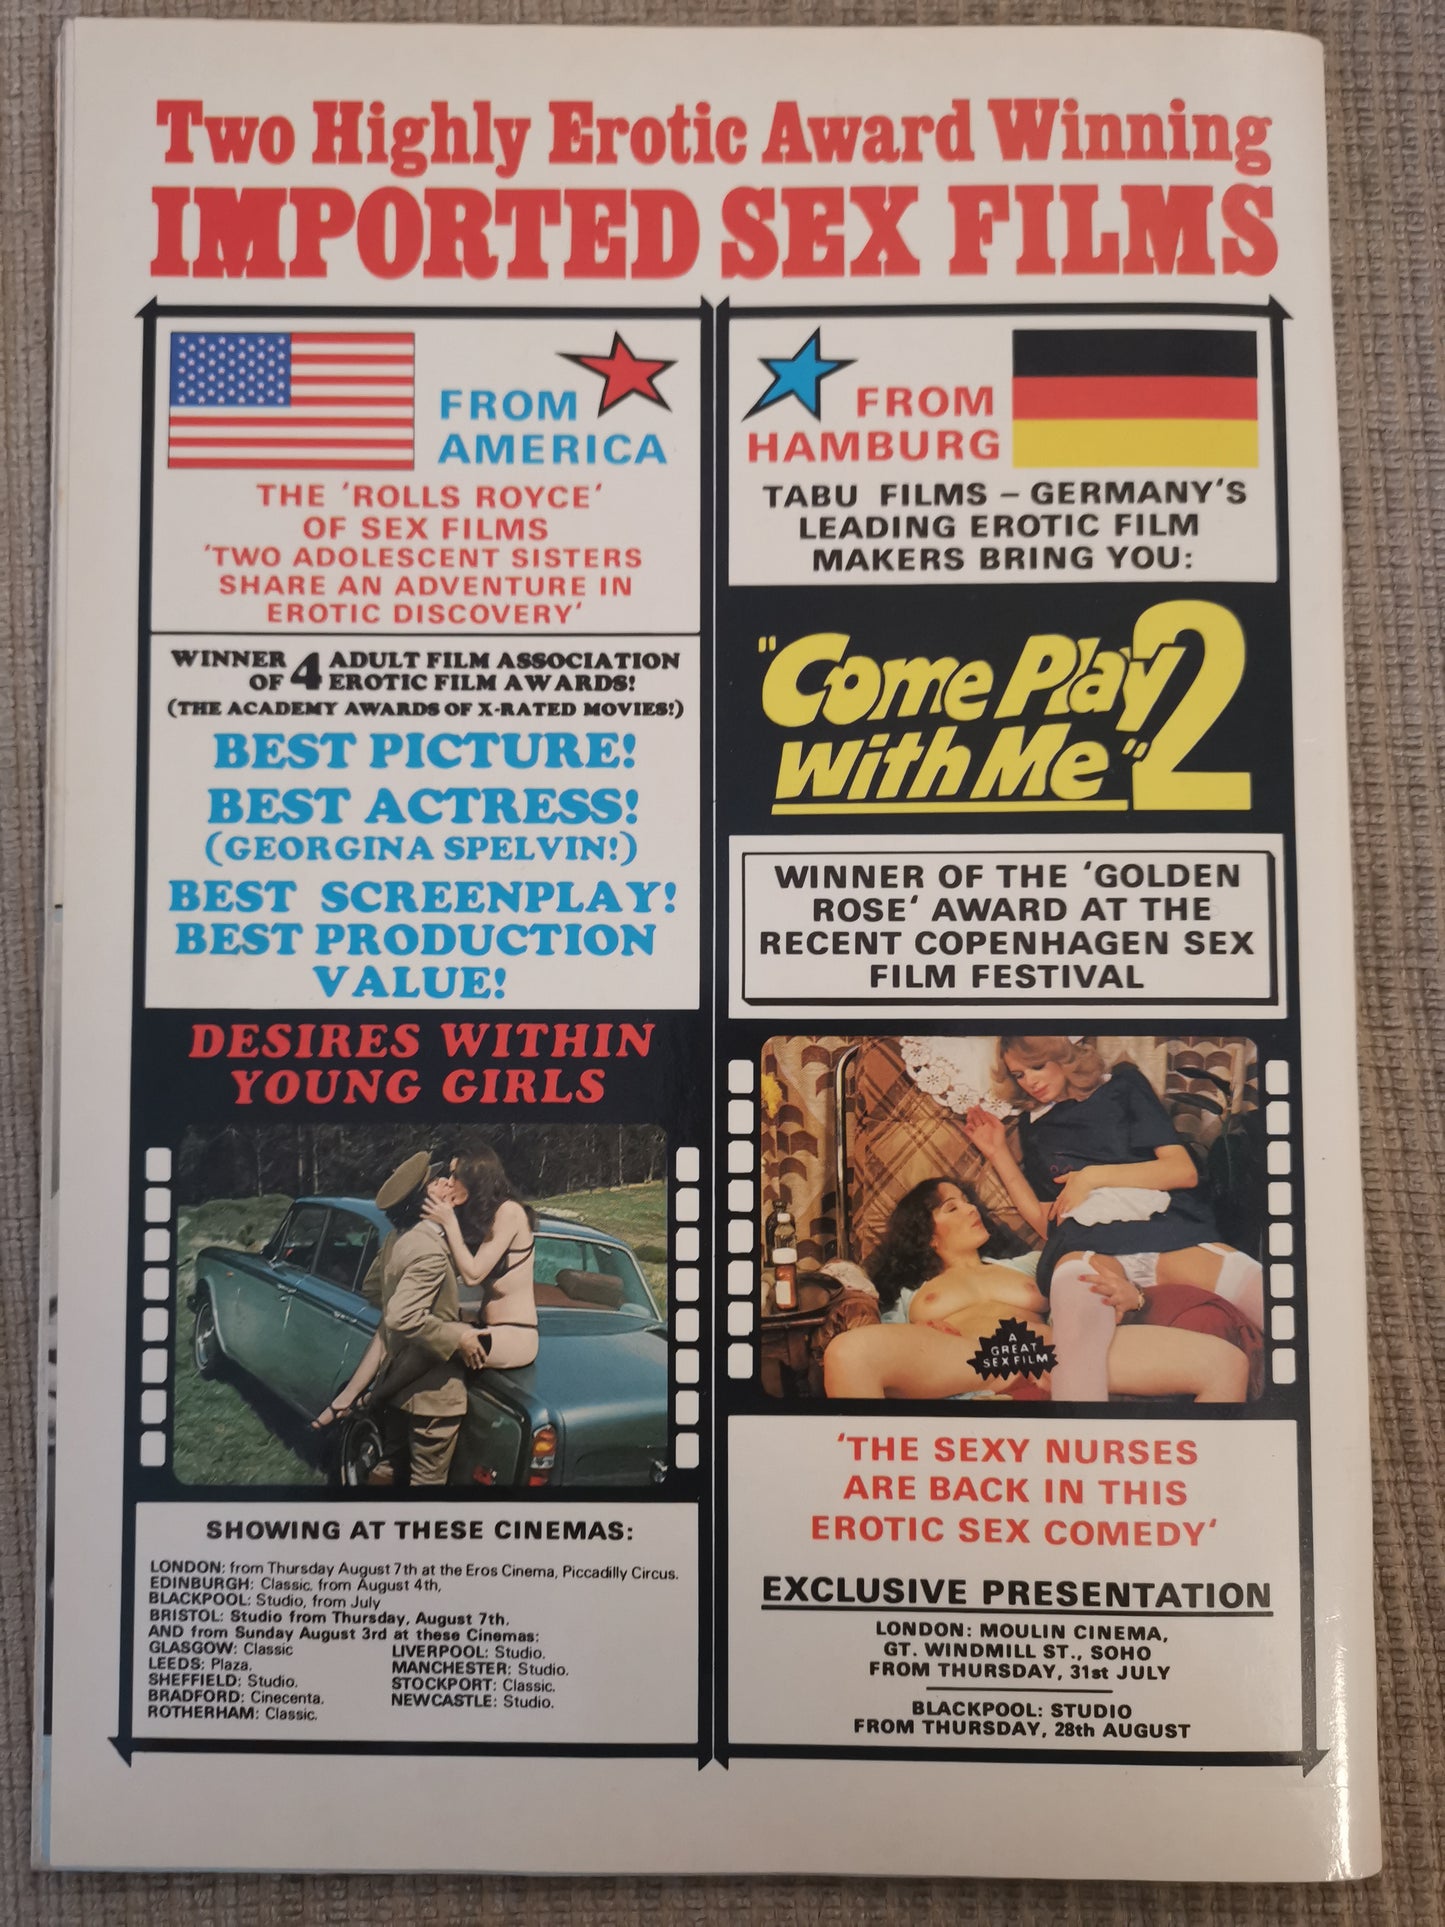 Two Highly Erotic Award Winning
IMPORTED SEX FILMS
FROM
AMERICA
THE 'ROLLS ROYCE'
OF SEX FILMS
'TWO ADOLESCENT SISTERS
SHARE AN ADVENTURE IN
EROTIC DISCOVERY'
WINNER OF 4 ADULT FILM ASSOCIATION
EROTIC FILM AWARDS!
(THE ACADEMY AWARDS OF X-RATED MOVIES!)
BEST PICTURE!
BEST ACTRESS!
(GEORGINA SPELVIN!)
BEST SCREENPLAY!
BEST PRODUCTION
VALUE!
DESIRES WITHIN
YOUNG GIRLS
SHOWING AT THESE CINEMAS:
LONDON: from Thursday August 7th at the Eros Cinema, Piccadilly Circus.
EDINBURGH: Classic. from August 4th,
BLACKPOOL: Studio, from July
BRISTOL: Studio from Thursday, August 7th.
AND from Sunday August 3rd at these Cinemas:
GLASGOW: Classic
LEEDS: Plaza.
SHEFFIELD: Studio.
BRADFORD: Cinecenta.
ROTHERHAM: Classic.
LIVERPOOL: Studio.
MANCHESTER: Studio.
STOCKPORT: Classic.
NEWCASTLE: Studio.
FROM
HAMBURG
TABU FILMS – GERMANY'S
LEADING EROTIC FILM
MAKERS BRING YOU:
"Come Play
With Me" 2
WINNER OF THE 'GOLDEN
ROSE' AWARD AT THE
RECENT COPENHAGEN SEX
FILM FESTIVAL
A
GREAT
SEX FILM
'THE SEXY NURSES
ARE BACK IN THIS
EROTIC SEX COMEDY'
EXCLUSIVE PRESENTATION
LONDON: MOULIN CINEMA,
GT. WINDMILL ST., SOHO
FROM THURSDAY, 31st JULY
BLACKPOOL: STUDIO
FROM THURSDAY, 28th AUGUST